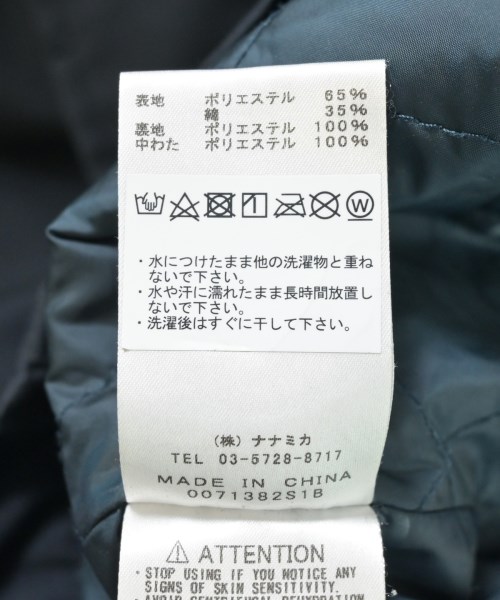 表地 ポリエステル 65%
綿 35%
裏地 ポリエステル 100%
中わた ポリエステル 100%
W
・水につけたまま他の洗濯物と重ね
ないで下さい。
・水や汗に濡れたまま長時間放置し
ないで下さい。
・洗濯後はすぐに干して下さい。
(株) ナナミカ
TEL 03-5728-8717
MADE IN CHINA
0071382S1B
ATTENTION
・STOP USING IF YOU NOTICE ANY
SIGNS OF SKIN SENSITIVITY.
・AVOID CENTRIFUGAL DEHYDRATION